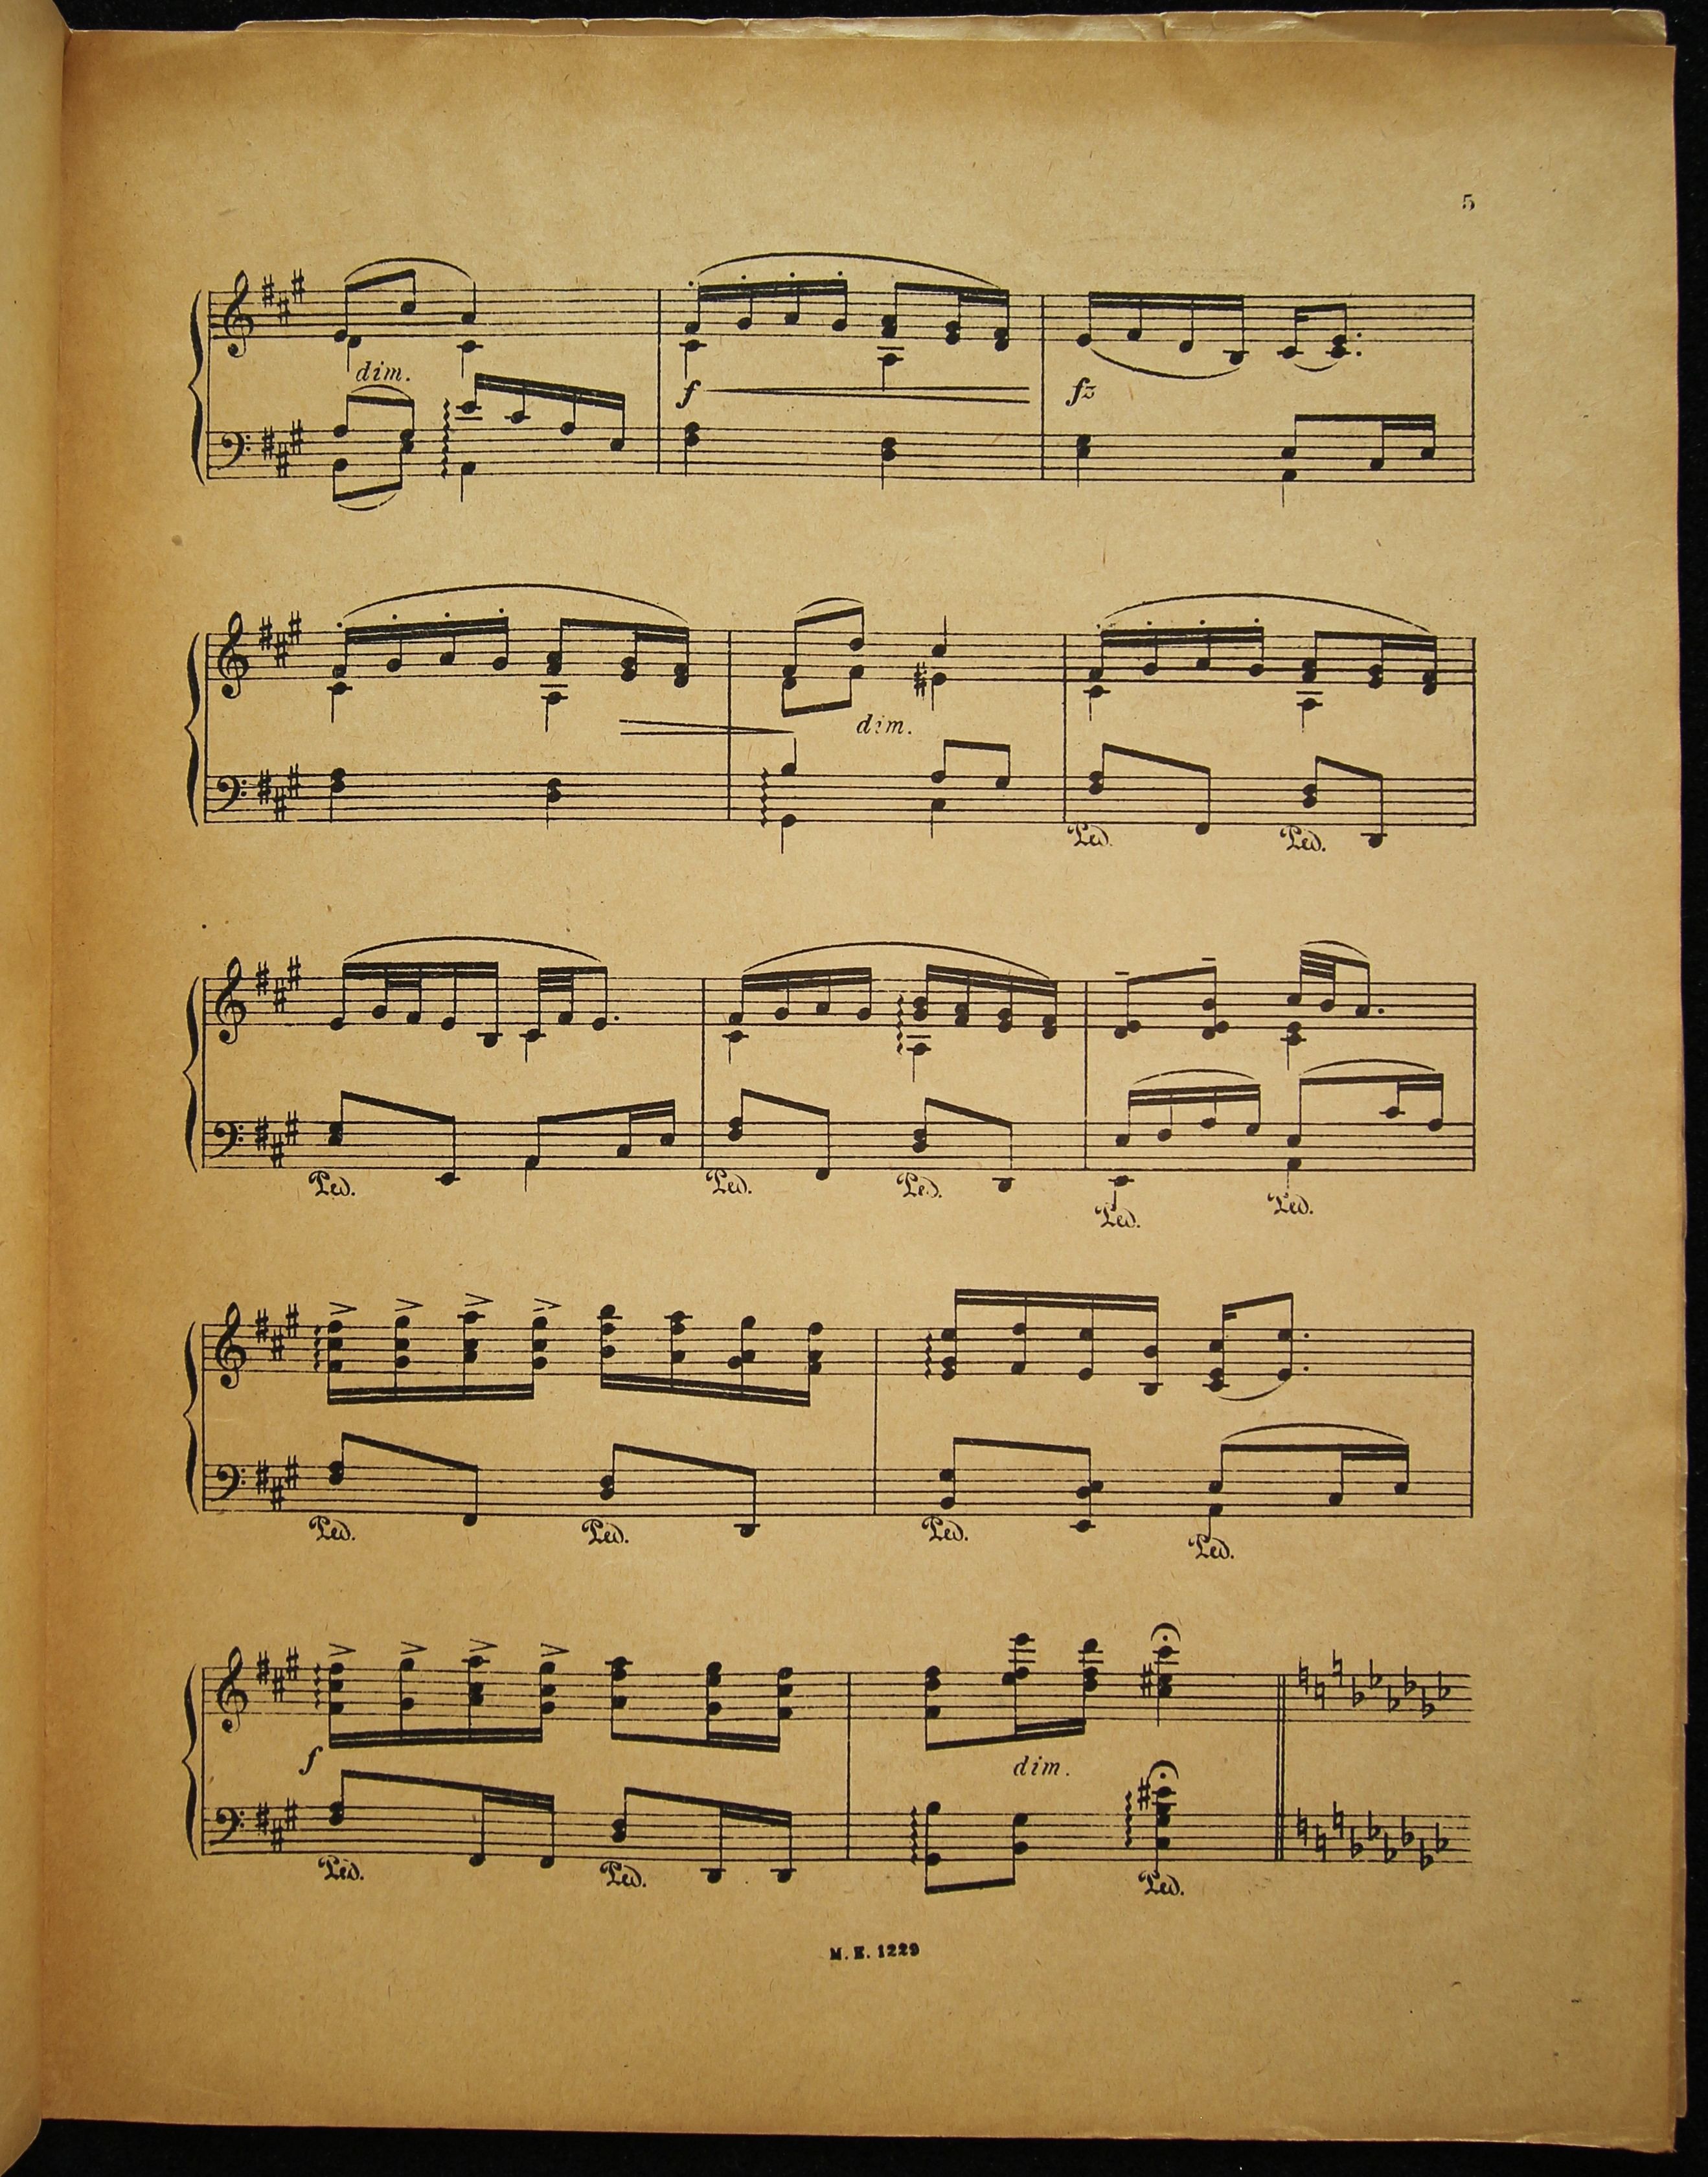 5
dim.
f fz
dim.
Ped. Ped.
Ped. Ped. Ped.
Ped. Ped.
Ped. Ped. Ped.
Ped.
f dim.
Ped. Ped. Ped.
M. E. 1229